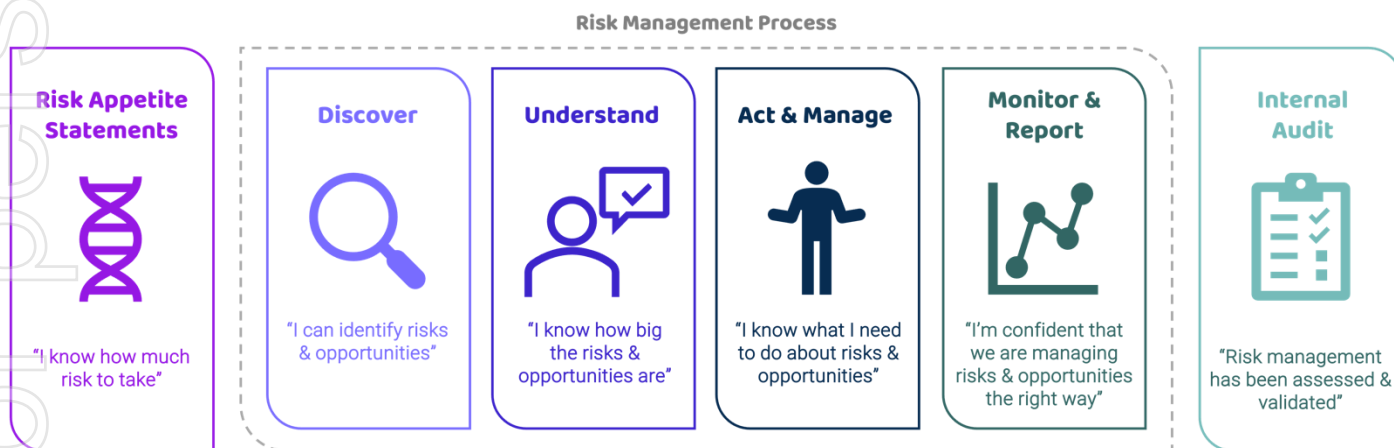 Risk Management Process
Risk Appetite
Statements
"I know how much
risk to take"
Discover
"I can identify risks
& opportunities"
Understand
"I know how big
the risks &
opportunities are"
Act & Manage
"I know what I need
to do about risks &
opportunities"
Monitor &
Report
"I'm confident that
we are managing
risks & opportunities
the right way"
Internal
Audit
"Risk management
has been assessed &
validated"